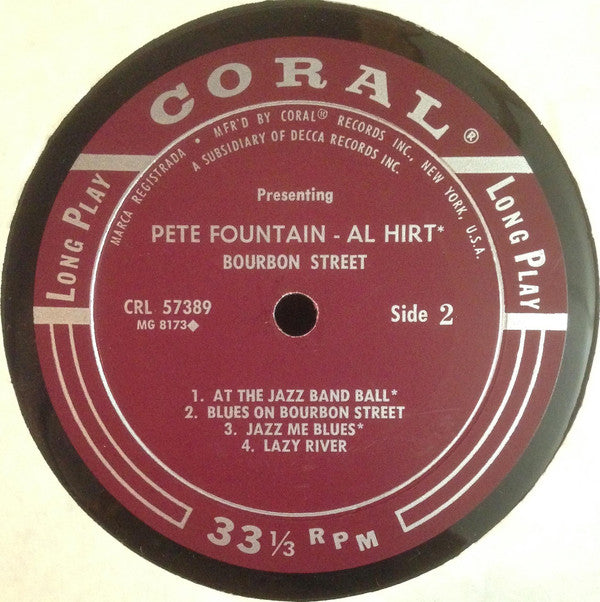 CORAL®
MARCA REGISTRADA • MFR'D BY CORAL® RECORDS INC., NEW YORK, U.S.A.
A SUBSIDIARY OF DECCA RECORDS INC.
LONG PLAY
LONG PLAY
Presenting
PETE FOUNTAIN - AL HIRT*
BOURBON STREET
CRL 57389
MG 8173◆
Side 2
1. AT THE JAZZ BAND BALL*
2. BLUES ON BOURBON STREET
3. JAZZ ME BLUES*
4. LAZY RIVER
33 1/3 RPM